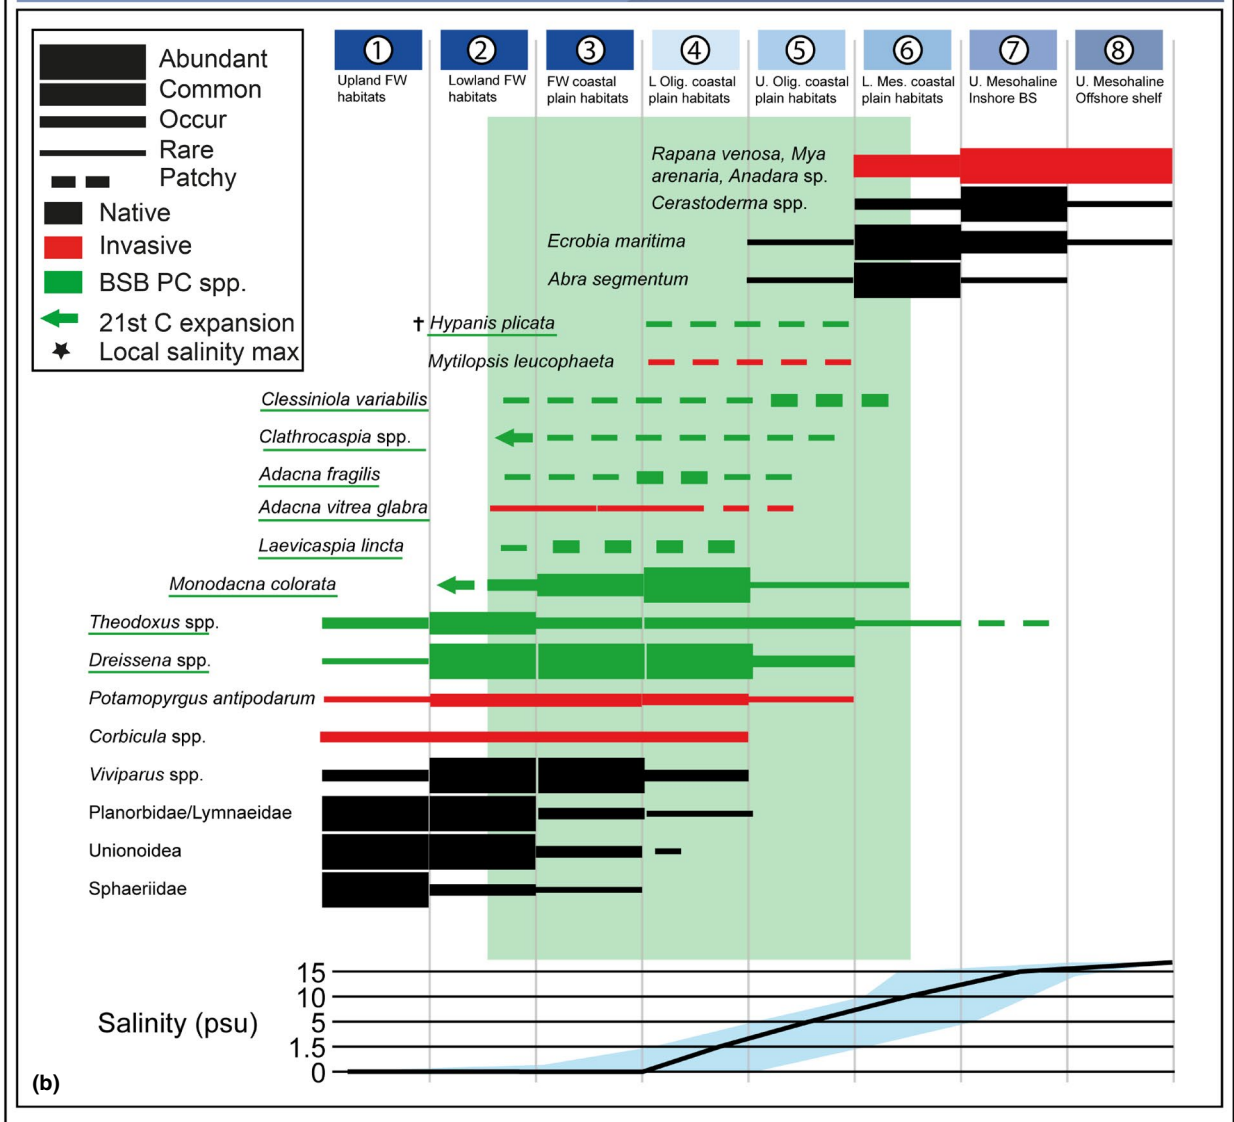 Abundant
Common
Occur
Rare
Patchy
Native
Invasive
BSB PC spp.
21st C expansion
Local salinity max
1
Upland FW
habitats
2
Lowland FW
habitats
3
FW coastal
plain habitats
4
L Olig. coastal
plain habitats
5
U. Olig. coastal
plain habitats
6
L. Mes. coastal
plain habitats
7
U. Mesohaline
Inshore BS
8
U. Mesohaline
Offshore shelf
Rapana venosa, Mya
arenaria, Anadara sp.
Cerastoderma spp.
Ecrobia maritima
Abra segmentum
† Hypanis plicata
Mytilopsis leucophaeta
Clessiniola variabilis
Clathrocaspia spp.
Adacna fragilis
Adacna vitrea glabra
Laevicaspia lincta
Monodacna colorata
Theodoxus spp.
Dreissena spp.
Potamopyrgus antipodarum
Corbicula spp.
Viviparus spp.
Planorbidae/Lymnaeidae
Unionoidea
Sphaeriidae
Salinity (psu)
15
10
5
1.5
0
(b)